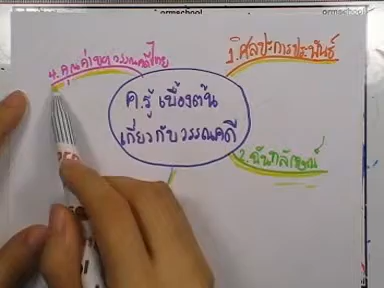 ormschool
ormschool
4.คุณค่าของวรรณคดีไทย
1.ศิลปะการประพันธ์
ค.รู้ เบื้องต้น
เกี่ยวกับวรรณคดี
2.ฉันทลักษณ์